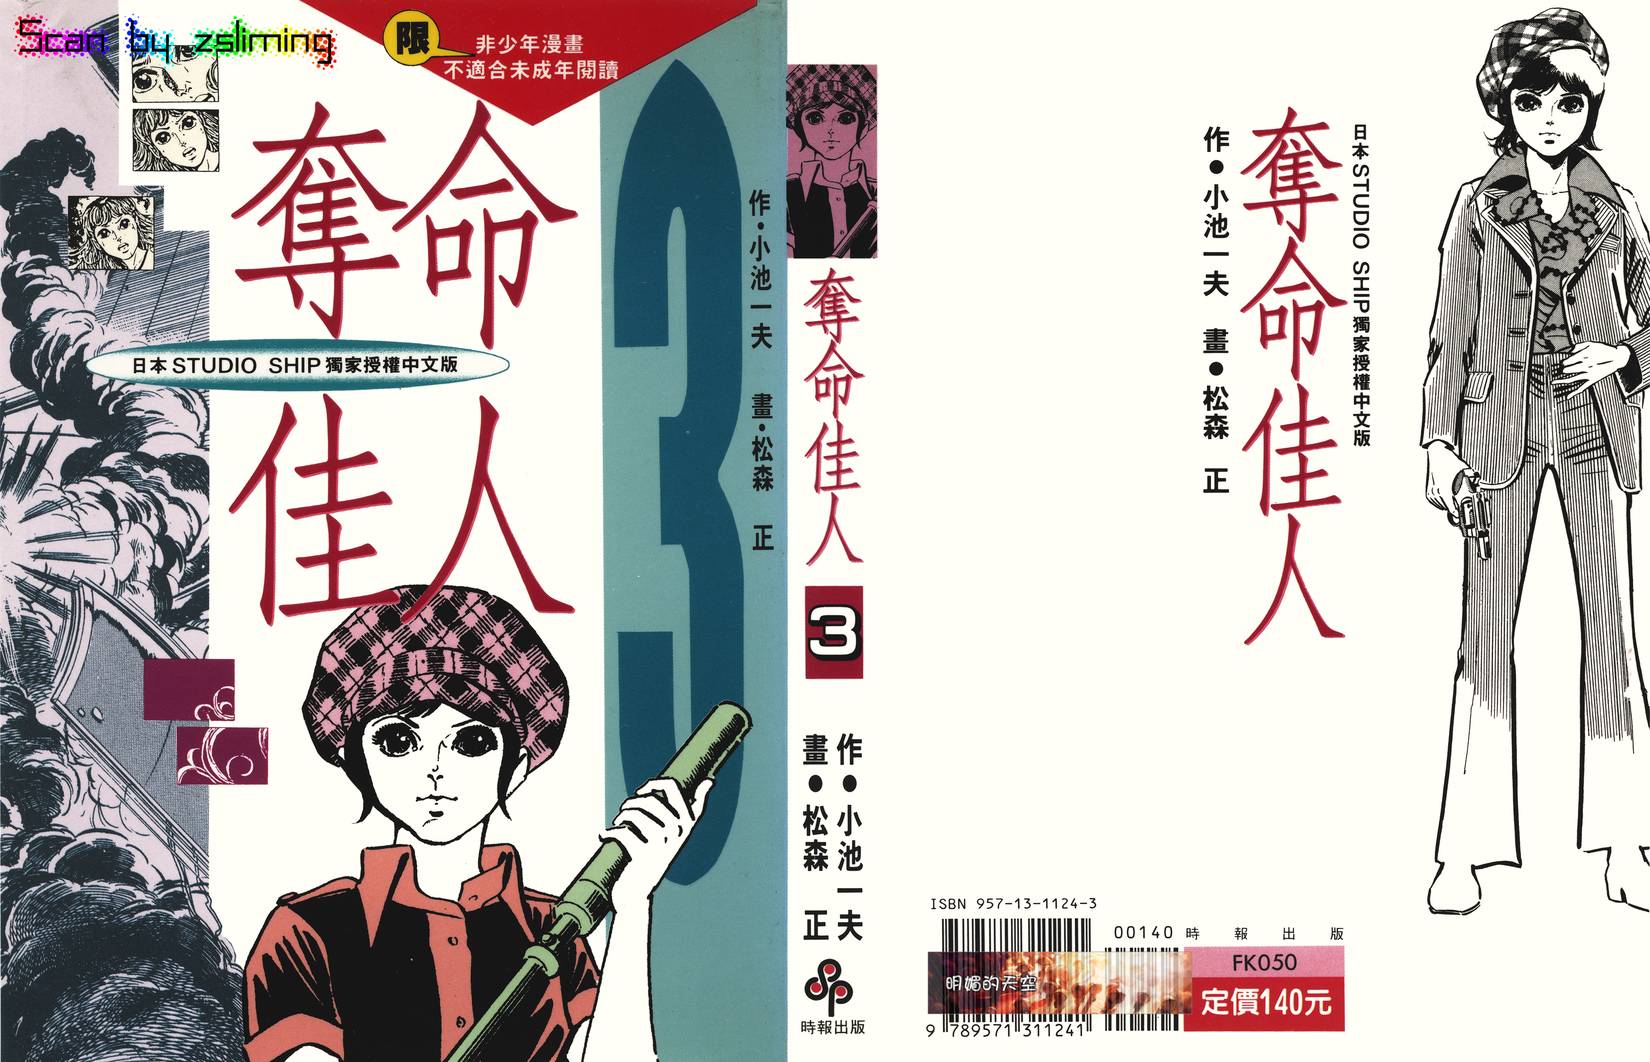 Scan by zsliming
限
非少年漫畫
不適合未成年閱讀
奪命
日本STUDIO SHIP獨家授權中文版
佳人
3
作・小池一夫 畫・松森 正
奪命佳人
3
作●小池一夫
畫●松森 正
時報出版
日本STUDIO SHIP獨家授權中文版
奪命佳人
作●小池一夫 畫●松森 正
ISBN 957-13-1124-3
00140 時報出版
明媚的天空
FK050
定價140元
9 789571 311241